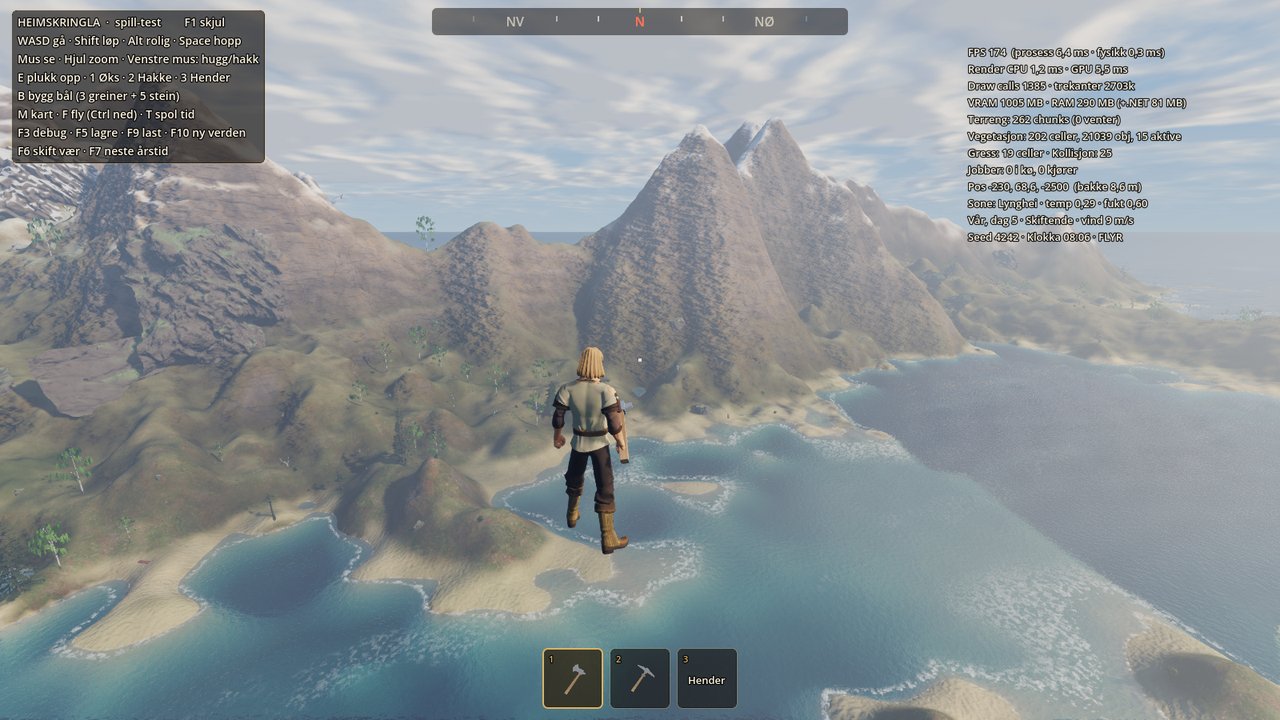 HEIMSKRINGLA · spill-test F1 skjul
WASD gå · Shift løp · Alt rolig · Space hopp
Mus se · Hjul zoom · Venstre mus: hugg/hakk
E plukk opp · 1 Øks · 2 Hakke · 3 Hender
B bygg bål (3 greiner + 5 stein)
M kart · F fly (Ctrl ned) · T spol tid
F3 debug · F5 lagre · F9 last · F10 ny verden
F6 skift vær · F7 neste årstid
NV N NØ
FPS 174 (prosess 6,4 ms · fysikk 0,3 ms)
Render CPU 1,2 ms · GPU 5,5 ms
Draw calls 1385 · trekanter 2703k
VRAM 1005 MB · RAM 290 MB (+.NET 81 MB)
Terreng: 262 chunks (0 venter)
Vegetasjon: 202 celler, 21039 obj, 15 aktive
Gress: 19 celler · Kollisjon: 25
Jobber: 0 i kø, 0 kjører
Pos -230, 68,6, -2500 (bakke 8,6 m)
Sone: Lynghei · temp 0,29 · fukt 0,60
Vår, dag 5 · Skiftende · vind 9 m/s
Seed 4242 · Klokka 08:06 · FLYR
1 2 3
Hender